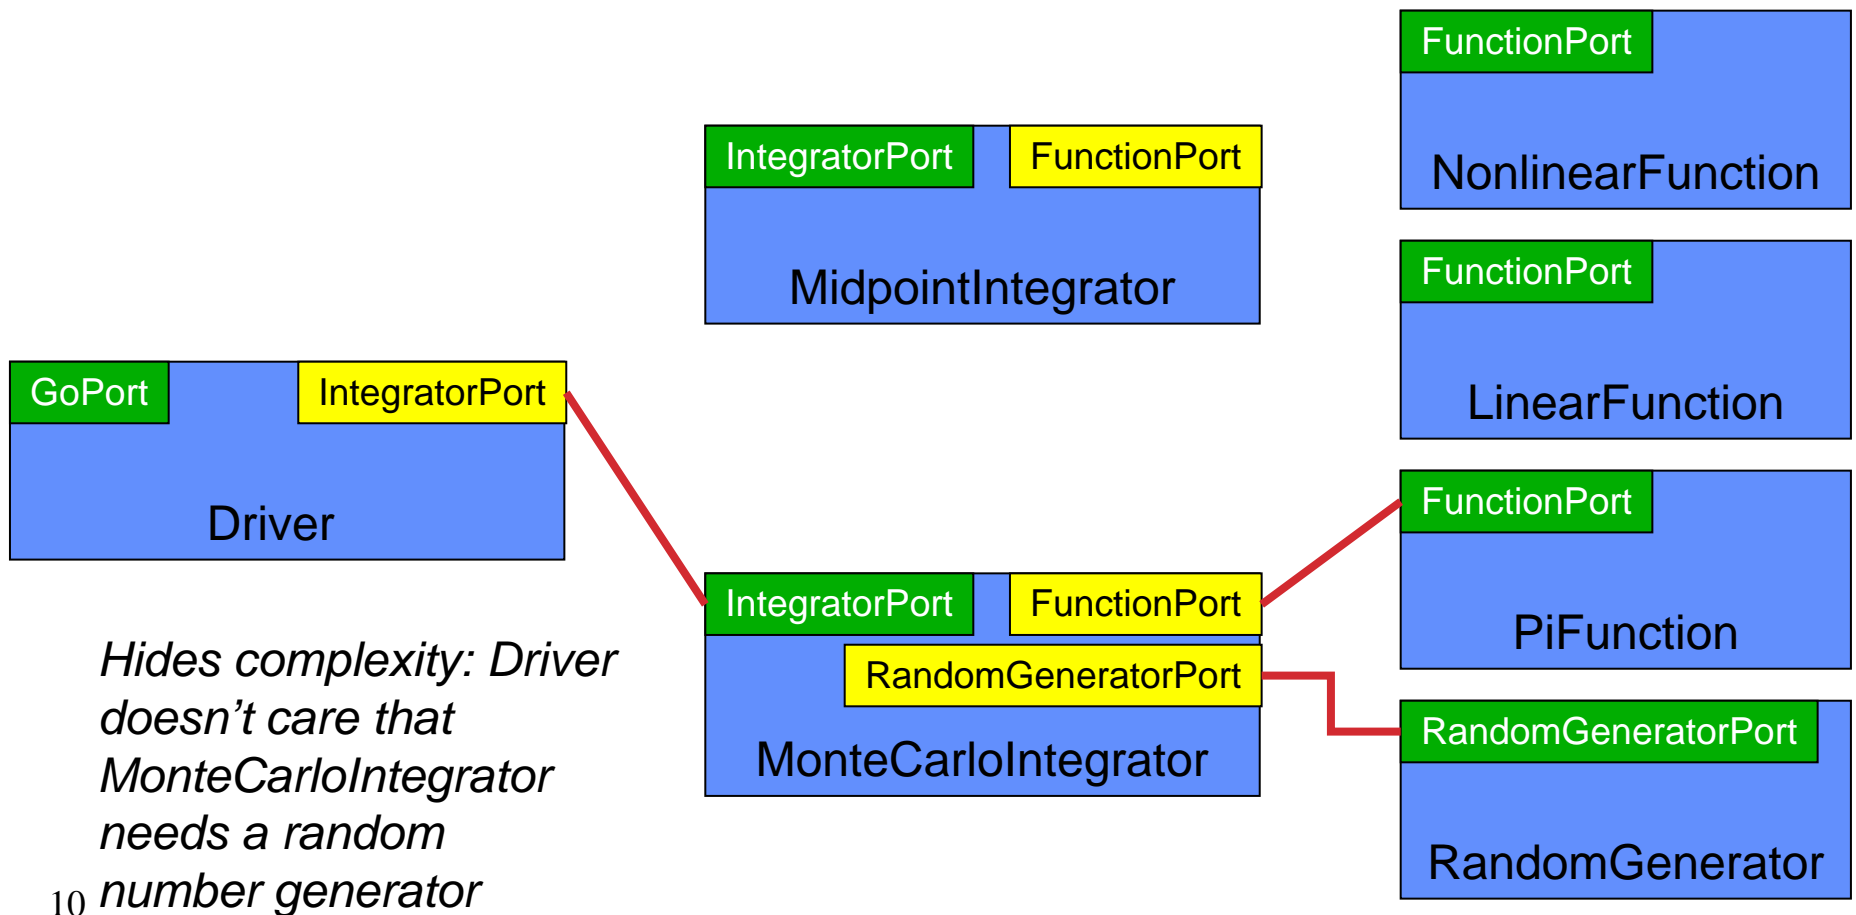 FunctionPort
NonlinearFunction
IntegratorPort FunctionPort
MidpointIntegrator
FunctionPort
LinearFunction
GoPort IntegratorPort
Driver
FunctionPort
PiFunction
IntegratorPort FunctionPort
RandomGeneratorPort
MonteCarloIntegrator
RandomGeneratorPort
RandomGenerator
Hides complexity: Driver
doesn’t care that
MonteCarloIntegrator
needs a random
number generator
10